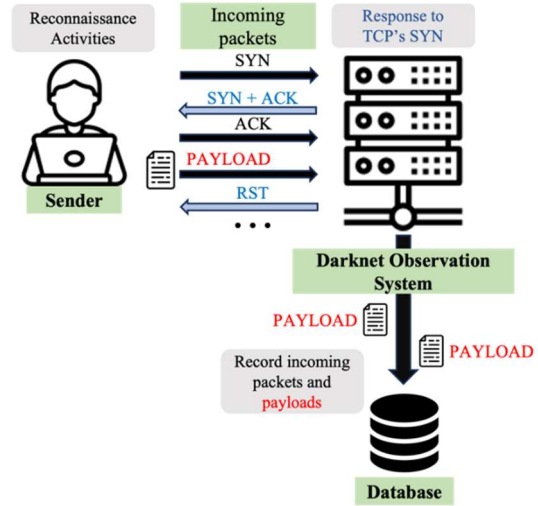 Reconnaissance
Activities
Incoming
packets
Response to
TCP's SYN
SYN
SYN + ACK
ACK
PAYLOAD
RST
• • •
Sender
Darknet Observation
System
PAYLOAD
PAYLOAD
Record incoming
packets and
payloads
Database